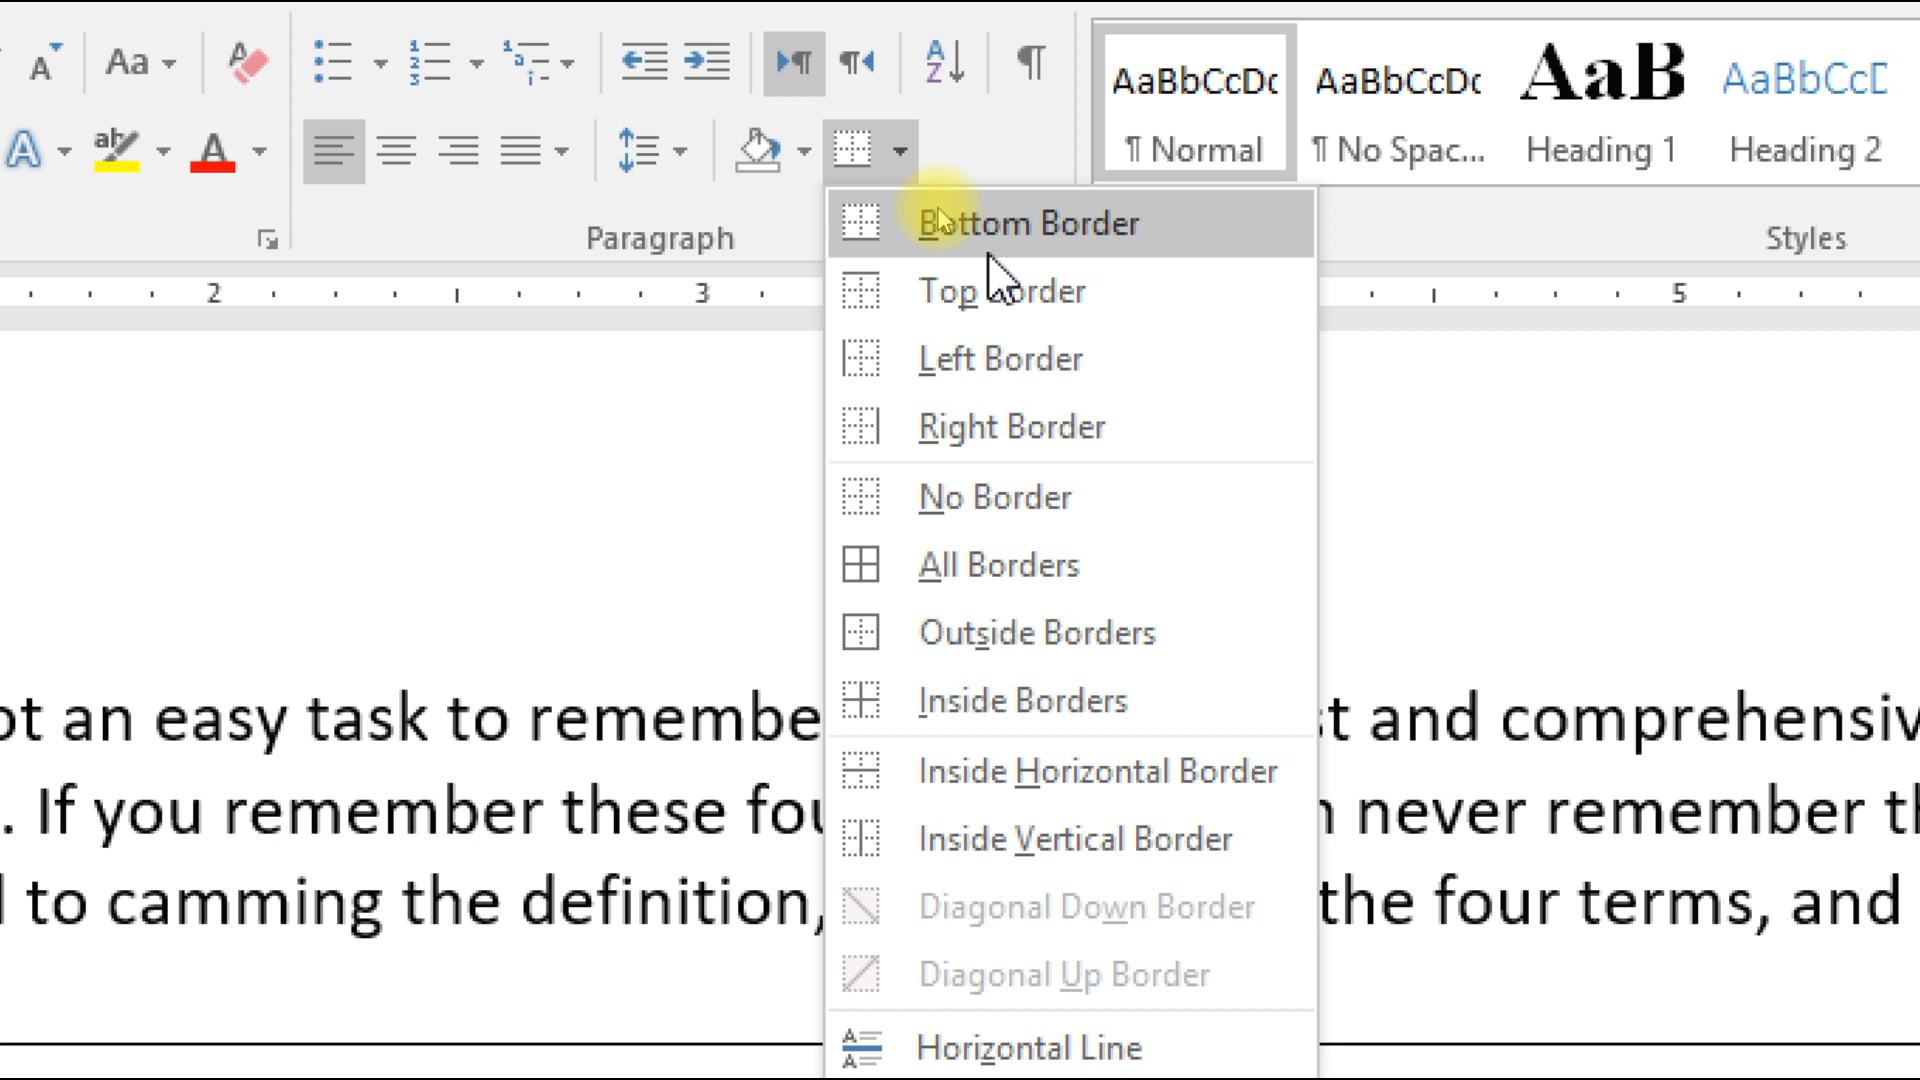 A Aa A
A ab A
AaBbCcDc AaBbCcDc AaB AaBbCcD
¶ Normal ¶ No Spac... Heading 1 Heading 2
Paragraph Styles
2 3 5
Bottom Border
Top Border
Left Border
Right Border
No Border
All Borders
Outside Borders
Inside Borders
Inside Horizontal Border
Inside Vertical Border
Diagonal Down Border
Diagonal Up Border
Horizontal Line
ot an easy task to remembe st and comprehensiv
. If you remember these fou n never remember th
l to camming the definition, the four terms, and